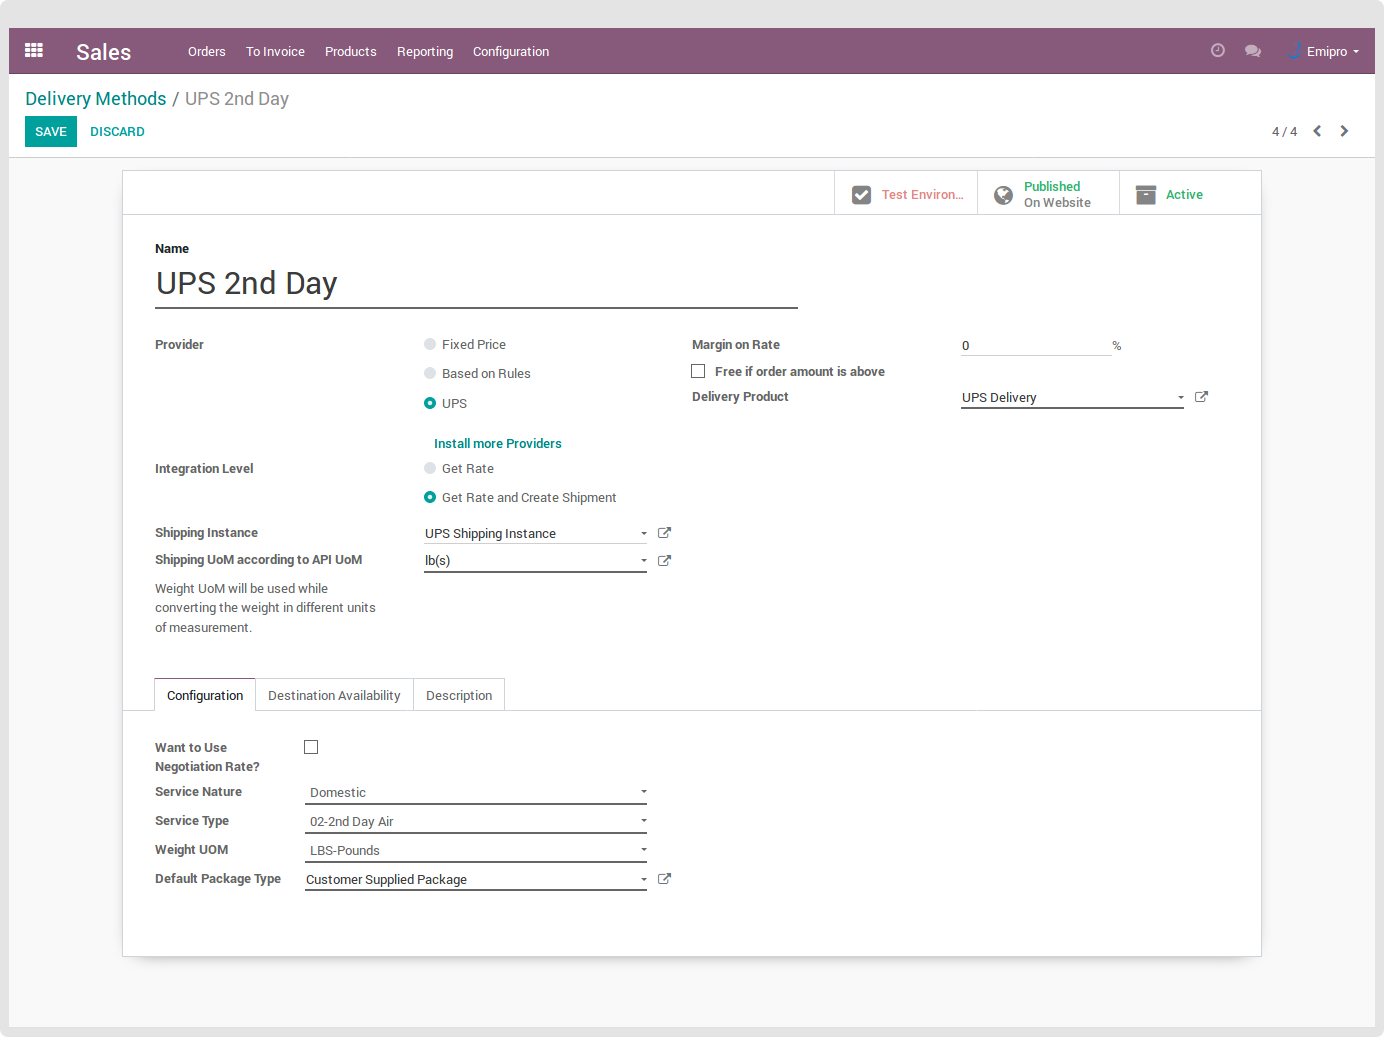 Sales Orders To Invoice Products Reporting Configuration Emipro
Delivery Methods / UPS 2nd Day
SAVE DISCARD 4 / 4
Test Environ...
Published
On Website
Active
Name
UPS 2nd Day
Provider
Fixed Price
Based on Rules
UPS
Install more Providers
Margin on Rate 0 %
Free if order amount is above
Delivery Product UPS Delivery
Integration Level
Get Rate
Get Rate and Create Shipment
Shipping Instance UPS Shipping Instance
Shipping UoM according to API UoM lb(s)
Weight UoM will be used while
converting the weight in different units
of measurement.
Configuration Destination Availability Description
Want to Use
Negotiation Rate?
Service Nature Domestic
Service Type 02-2nd Day Air
Weight UOM LBS-Pounds
Default Package Type Customer Supplied Package